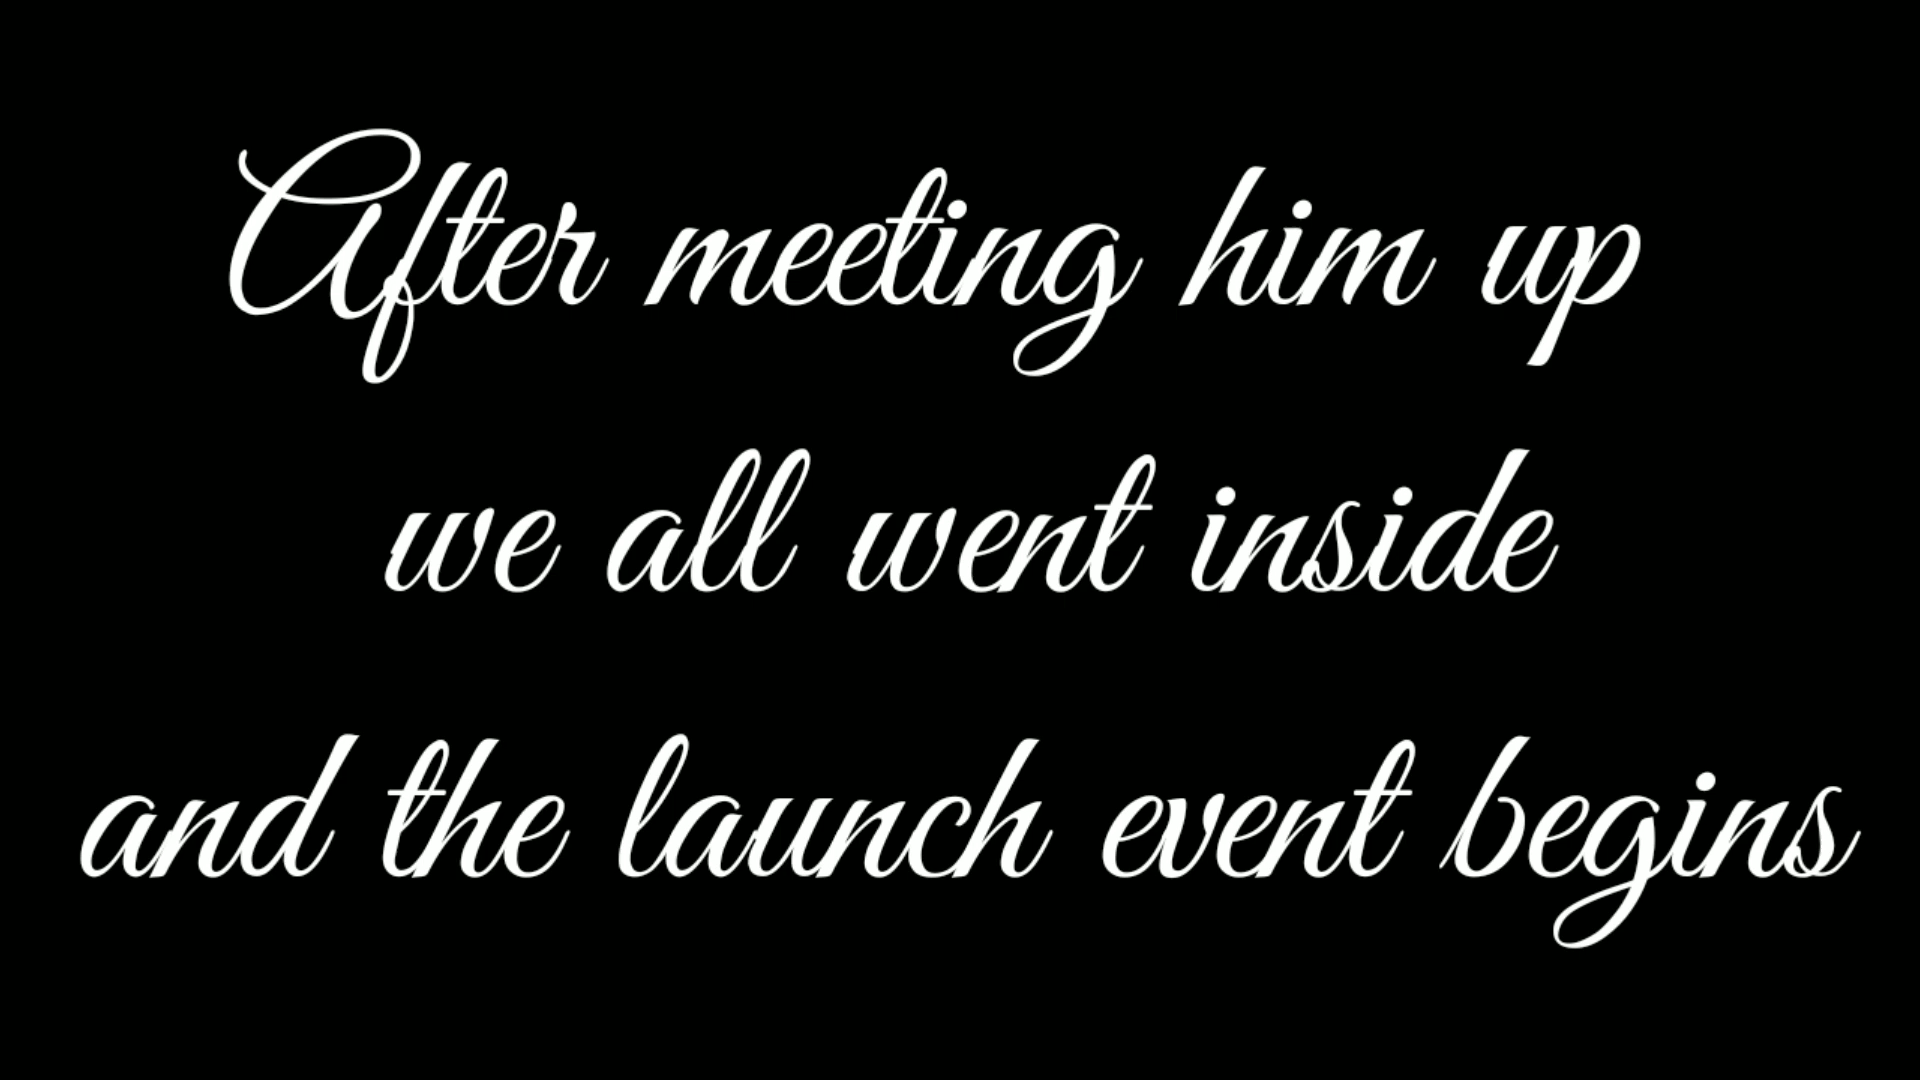 After meeting him up
we all went inside
and the launch event begins